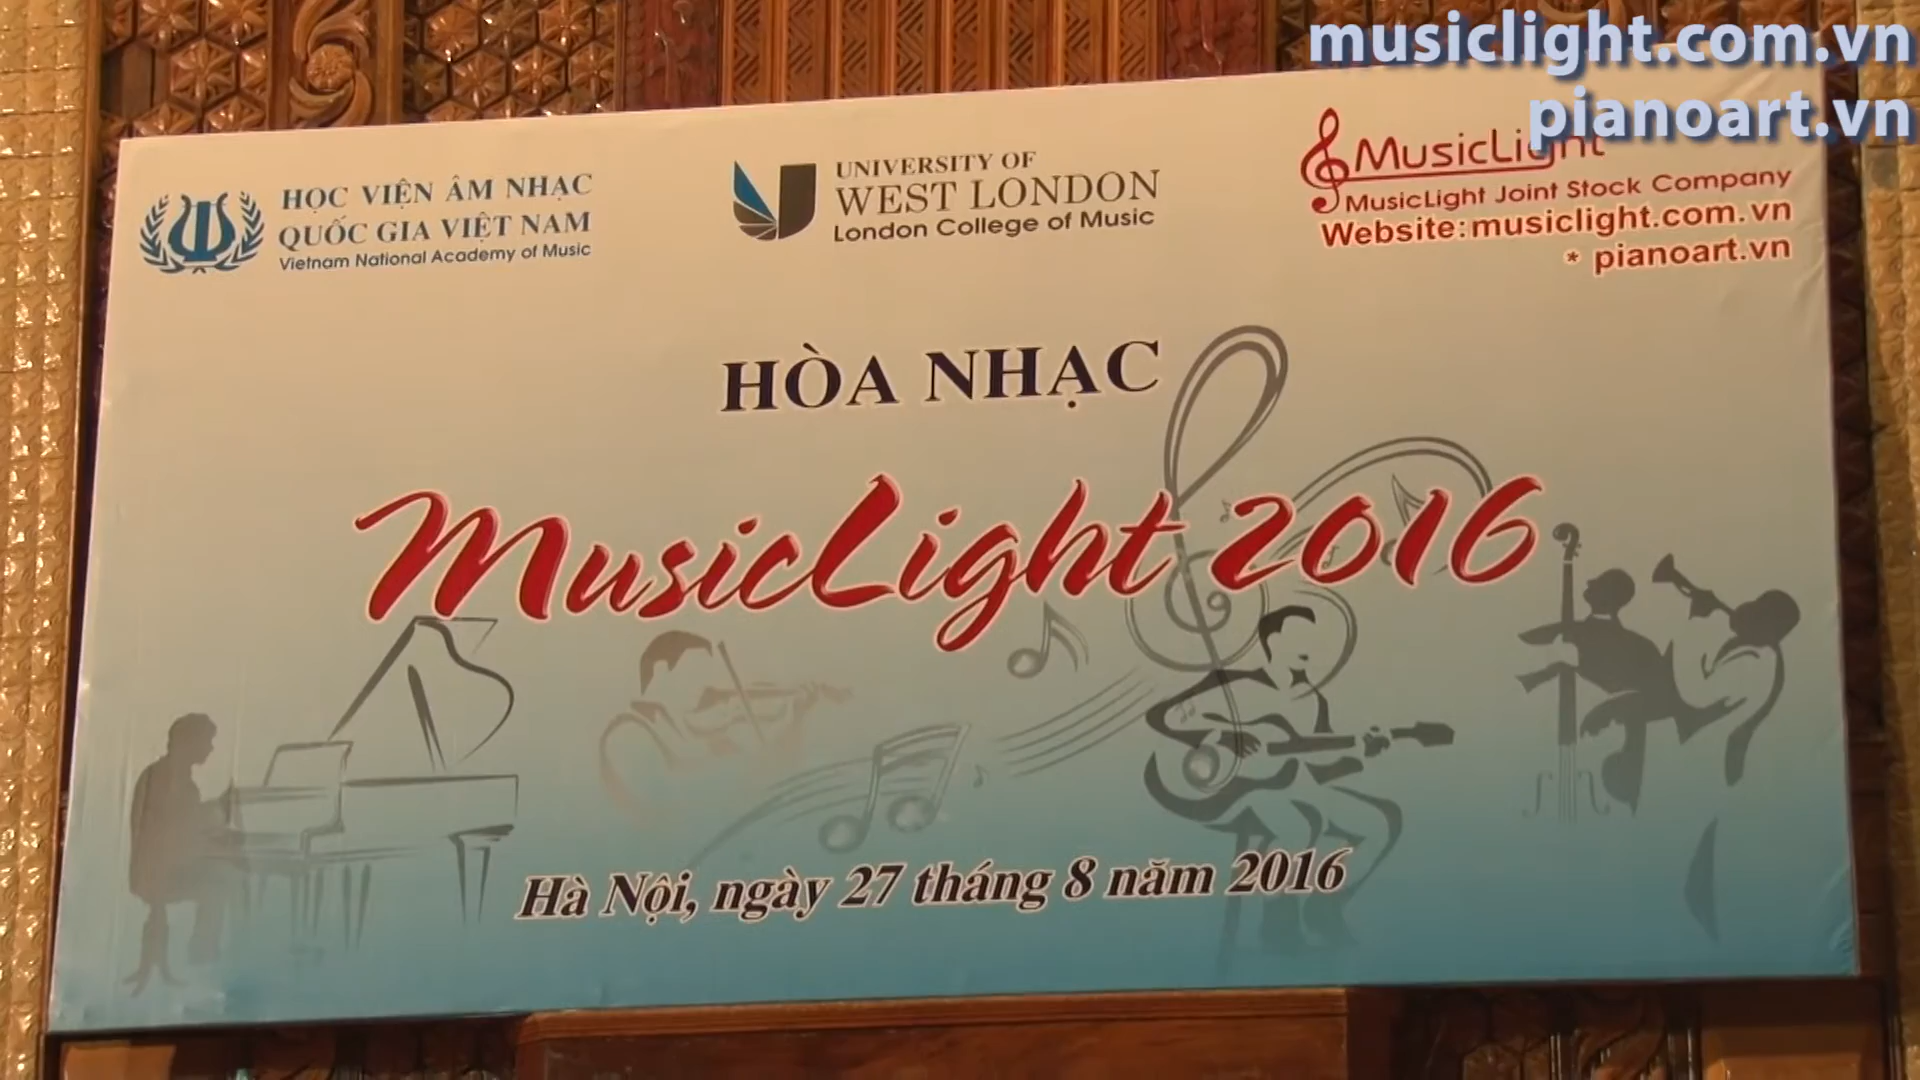 musiclight.com.vn
pianoart.vn
HỌC VIỆN ÂM NHẠC
QUỐC GIA VIỆT NAM
Vietnam National Academy of Music
UNIVERSITY OF
WEST LONDON
London College of Music
MusicLight
MusicLight Joint Stock Company
Website:musiclight.com.vn
* pianoart.vn
HÒA NHẠC
MusicLight 2016
Hà Nội, ngày 27 tháng 8 năm 2016